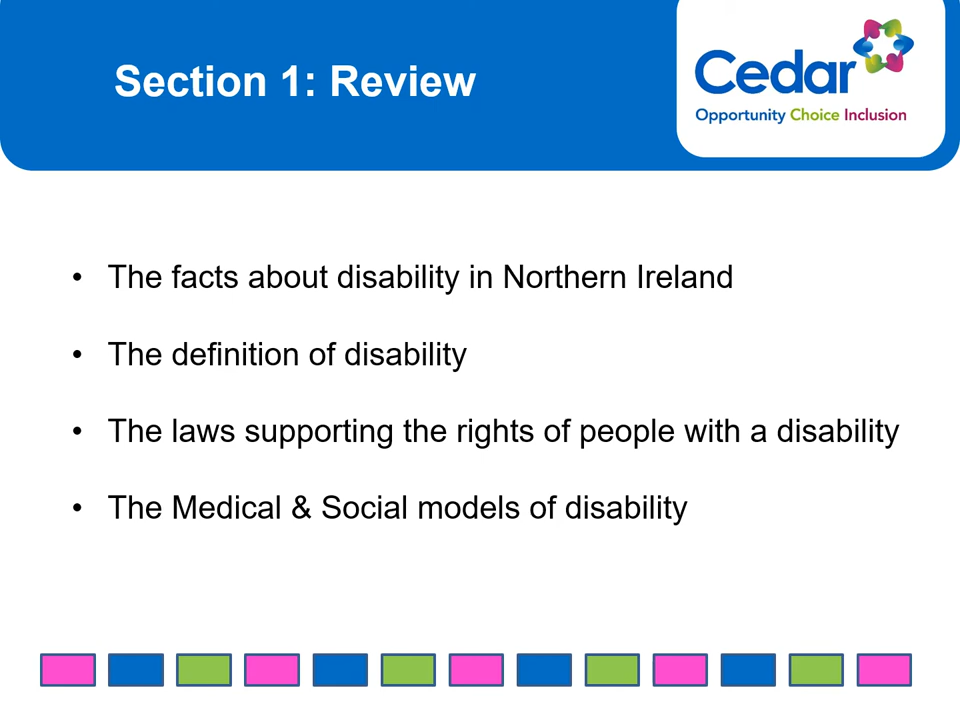 Section 1: Review
Cedar
Opportunity Choice Inclusion
• The facts about disability in Northern Ireland
• The definition of disability
• The laws supporting the rights of people with a disability
• The Medical & Social models of disability